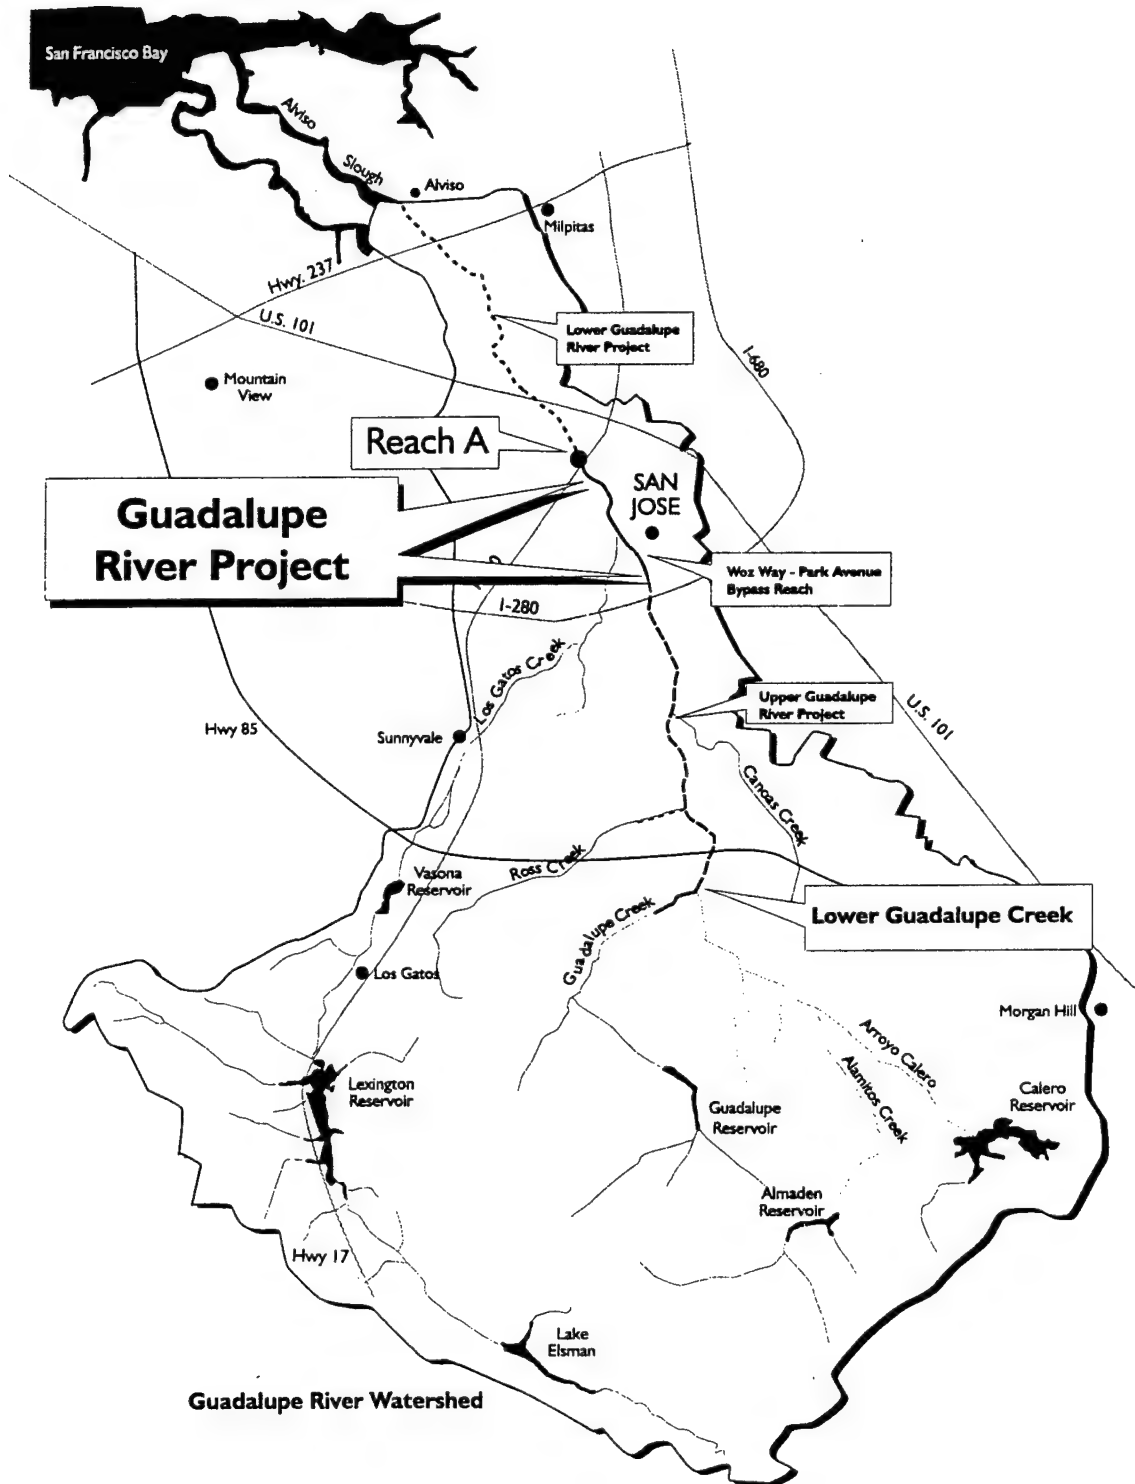 San Francisco Bay
Alviso
Slough
Alviso
Milpitas
Hwy. 237
U.S. 101
Lower Guadalupe
River Project
I-680
Mountain
View
Reach A
SAN
JOSE
Guadalupe
River Project
Woz Way - Park Avenue
Bypass Reach
I-280
Los Gatos Creek
Upper Guadalupe
River Project
U.S. 101
Hwy 85
Sunnyvale
Canoas Creek
Ross Creek
Vasona
Reservoir
Lower Guadalupe Creek
Guadalupe Creek
Los Gatos
Morgan Hill
Arroyo Calero
Alamitos Creek
Lexington
Reservoir
Calero
Reservoir
Guadalupe
Reservoir
Almaden
Reservoir
Hwy 17
Lake
Elsman
Guadalupe River Watershed